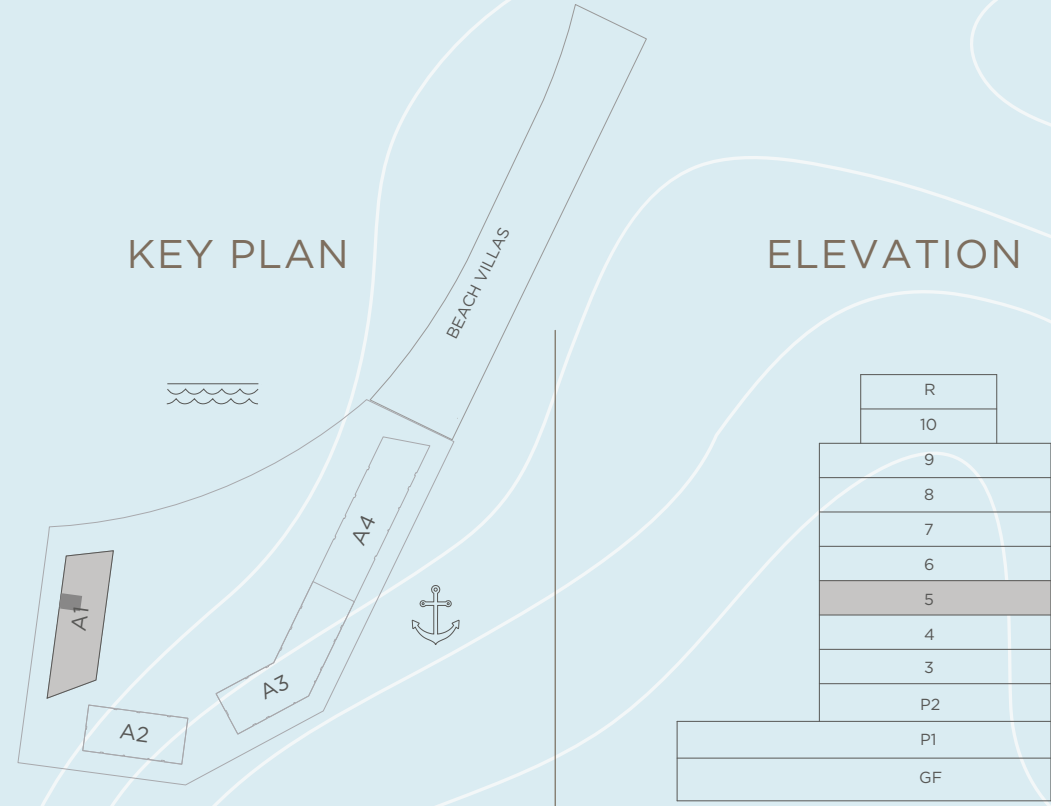 KEY PLAN
BEACH VILLAS
A4
A1
A3
A2
ELEVATION
R
10
9
8
7
6
5
4
3
P2
P1
GF